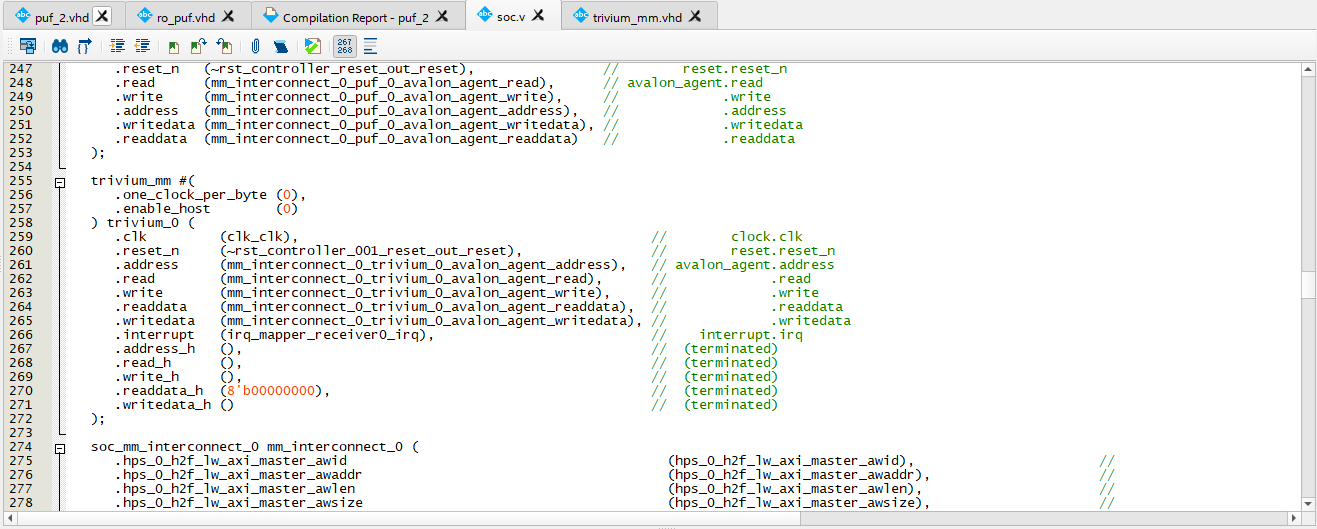 puf_2.vhd ro_puf.vhd Compilation Report - puf_2 soc.v trivium_mm.vhd
267 268
247 .reset_n (~rst_controller_reset_out_reset), // reset.reset_n
248 .read (mm_interconnect_0_puf_0_avalon_agent_read), // avalon_agent.read
249 .write (mm_interconnect_0_puf_0_avalon_agent_write), // .write
250 .address (mm_interconnect_0_puf_0_avalon_agent_address), // .address
251 .writedata (mm_interconnect_0_puf_0_avalon_agent_writedata), // .writedata
252 .readdata (mm_interconnect_0_puf_0_avalon_agent_readdata) // .readdata
253 );
254
255 trivium_mm #(
256 .one_clock_per_byte (0),
257 .enable_host (0)
258 ) trivium_0 (
259 .clk (clk_clk), // clock.clk
260 .reset_n (~rst_controller_001_reset_out_reset), // reset.reset_n
261 .address (mm_interconnect_0_trivium_0_avalon_agent_address), // avalon_agent.address
262 .read (mm_interconnect_0_trivium_0_avalon_agent_read), // .read
263 .write (mm_interconnect_0_trivium_0_avalon_agent_write), // .write
264 .readdata (mm_interconnect_0_trivium_0_avalon_agent_readdata), // .readdata
265 .writedata (mm_interconnect_0_trivium_0_avalon_agent_writedata), // .writedata
266 .interrupt (irq_mapper_receiver0_irq), // interrupt.irq
267 .address_h (), // (terminated)
268 .read_h (), // (terminated)
269 .write_h (), // (terminated)
270 .readdata_h (8'b00000000), // (terminated)
271 .writedata_h () // (terminated)
272 );
273
274 soc_mm_interconnect_0 mm_interconnect_0 (
275 .hps_0_h2f_lw_axi_master_awid (hps_0_h2f_lw_axi_master_awid), //
276 .hps_0_h2f_lw_axi_master_awaddr (hps_0_h2f_lw_axi_master_awaddr), //
277 .hps_0_h2f_lw_axi_master_awlen (hps_0_h2f_lw_axi_master_awlen), //
278 .hps_0_h2f_lw_axi_master_awsize (hps_0_h2f_lw_axi_master_awsize), //